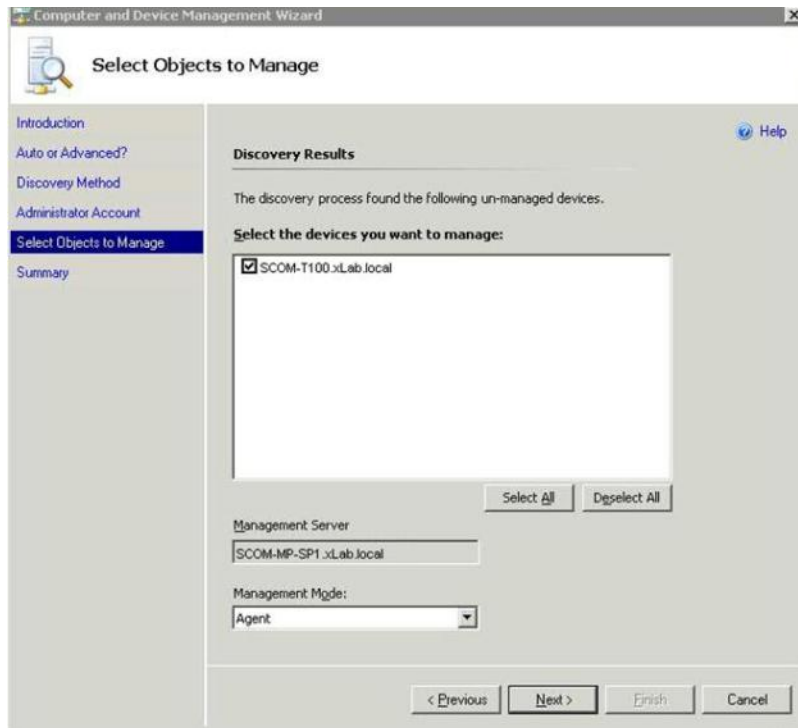 Computer and Device Management Wizard
Select Objects to Manage
Introduction
Auto or Advanced?
Discovery Method
Administrator Account
Select Objects to Manage
Summary
Help
Discovery Results
The discovery process found the following un-managed devices.
Select the devices you want to manage:
SCOM-T100.xLab.local
Select All
Deselect All
Management Server
SCOM-MP-SP1.xLab.local
Management Mode:
Agent
< Previous
Next >
Finish
Cancel